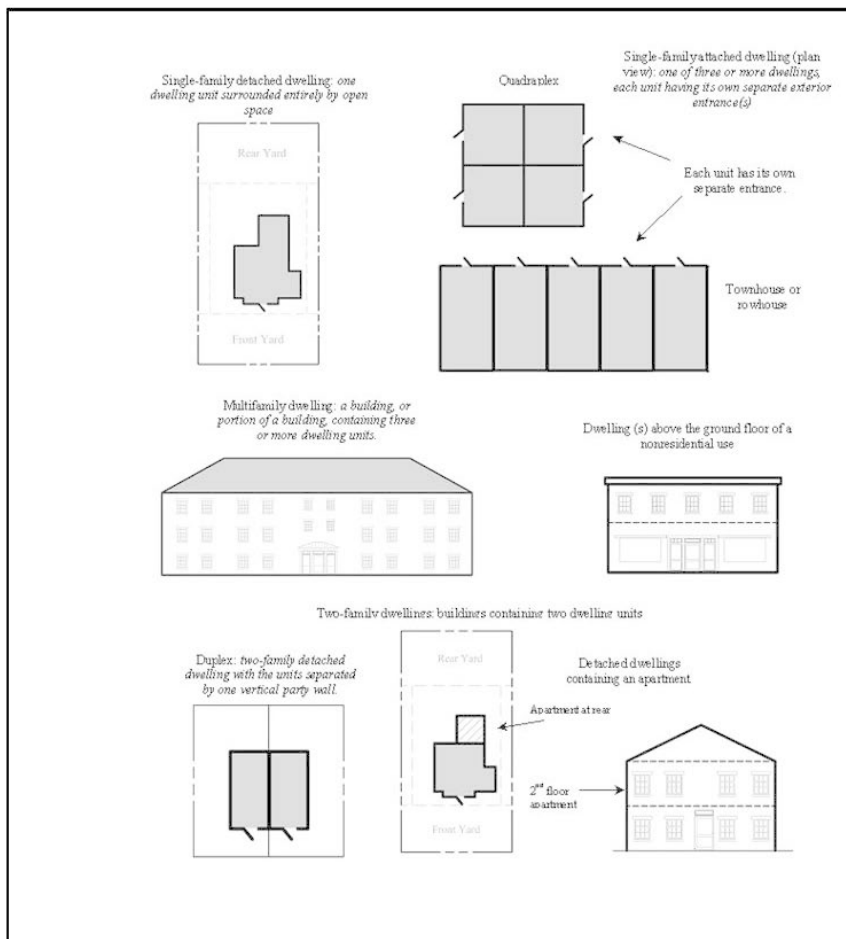 Single-family detached dwelling: one
dwelling unit surrounded entirely by open
space
Rear Yard
Front Yard
Quadraplex
Single-family attached dwelling (plan
view): one of three or more dwellings,
each unit having its own separate exterior
entrance(s)
Each unit has its own
separate entrance.
Townhouse or
rowhouse
Multifamily dwelling: a building, or
portion of a building, containing three
or more dwelling units.
Dwelling (s) above the ground floor of a
nonresidential use
Two-family dwellings: buildings containing two dwelling units
Duplex: two-family detached
dwelling with the units separated
by one vertical party wall.
Rear Yard
Front Yard
Detached dwellings
containing an apartment
Apartment at rear
2nd floor
apartment